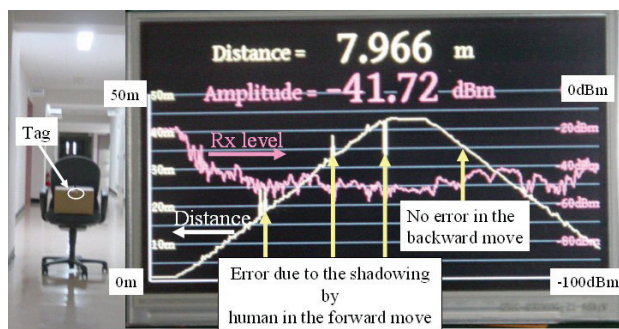 Distance = 7.966 m
Amplitude = -41.72 dBm
50m
50m
0dBm
Tag
40m
Rx level
-20dBm
30m
-40dBm
20m
Distance
-60dBm
No error in the
backward move
10m
-80dBm
0m
Error due to the shadowing
by
human in the forward move
-100dBm